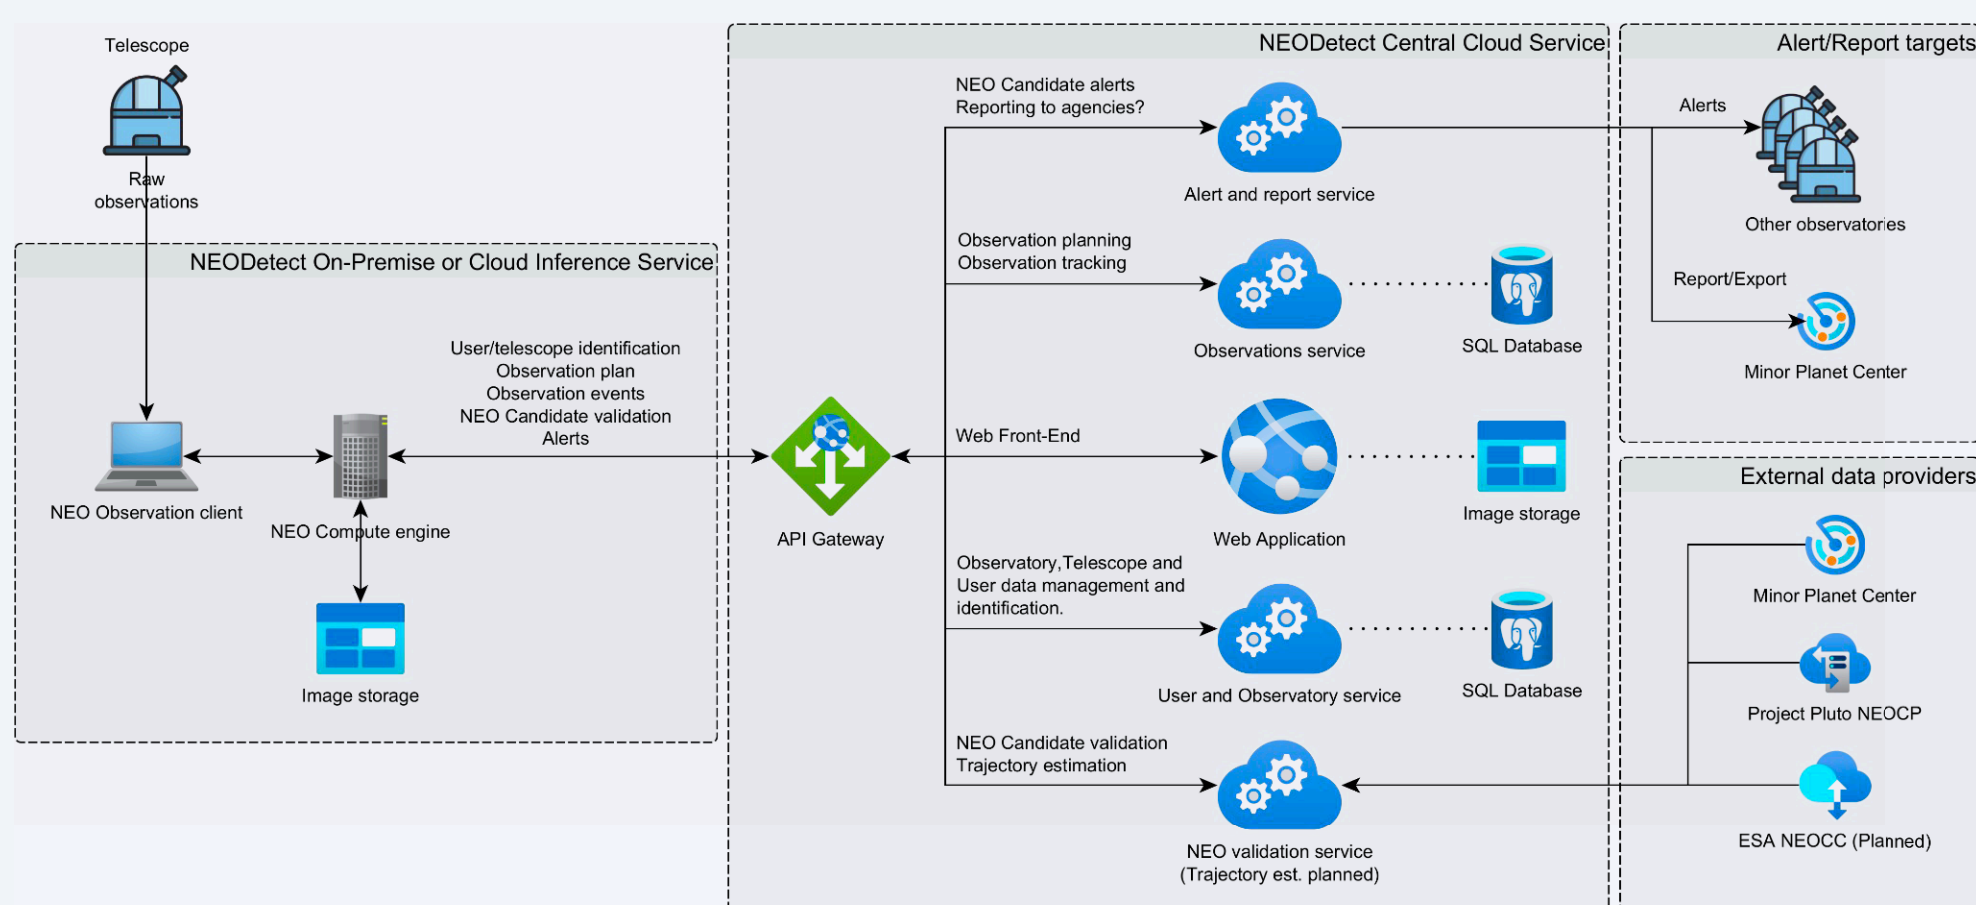 Telescope
Raw
observations
NEODetect On-Premise or Cloud Inference Service
User/telescope identification
Observation plan
Observation events
NEO Candidate validation
Alerts
NEO Observation client
NEO Compute engine
Image storage
NEODetect Central Cloud Service
API Gateway
NEO Candidate alerts
Reporting to agencies?
Alert and report service
Observation planning
Observation tracking
Observations service
SQL Database
Web Front-End
Web Application
Image storage
Observatory,Telescope and
User data management and
identification.
User and Observatory service
SQL Database
NEO Candidate validation
Trajectory estimation
NEO validation service
(Trajectory est. planned)
Alert/Report targets
Alerts
Other observatories
Report/Export
Minor Planet Center
External data providers
Minor Planet Center
Project Pluto NEOCP
ESA NEOCC (Planned)